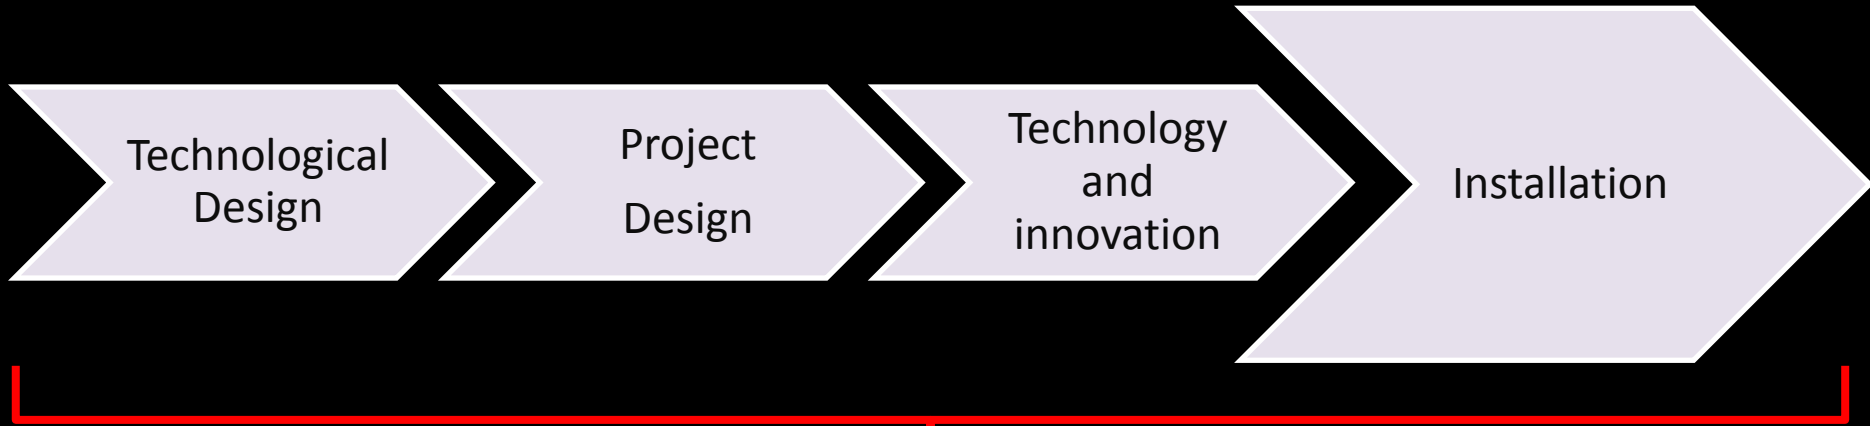 Technological
Design
Project
Design
Technology
and
innovation
Installation